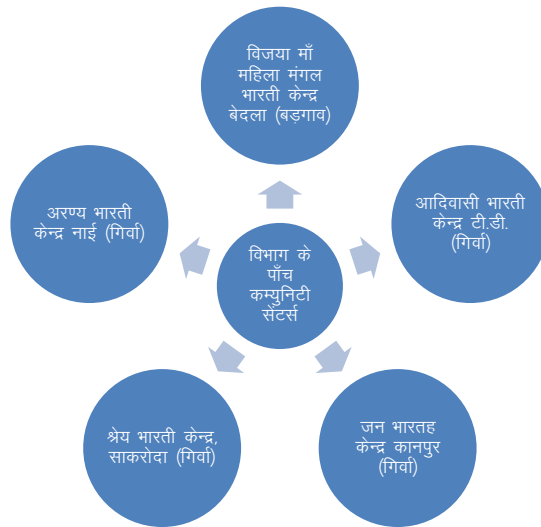 विजया माँ
महिला मंगल
भारती केन्द्र
बेदला (बड़गाव)
अरण्य भारती
केन्द्र नाई (गिर्वा)
आदिवासी भारती
केन्द्र टी.डी.
(गिर्वा)
विभाग के
पाँच
कम्युनिटी
सेंटर्स
श्रेय भारती केन्द्र,
साकरोदा (गिर्वा)
जन भारतह
केन्द्र कानपुर
(गिर्वा)